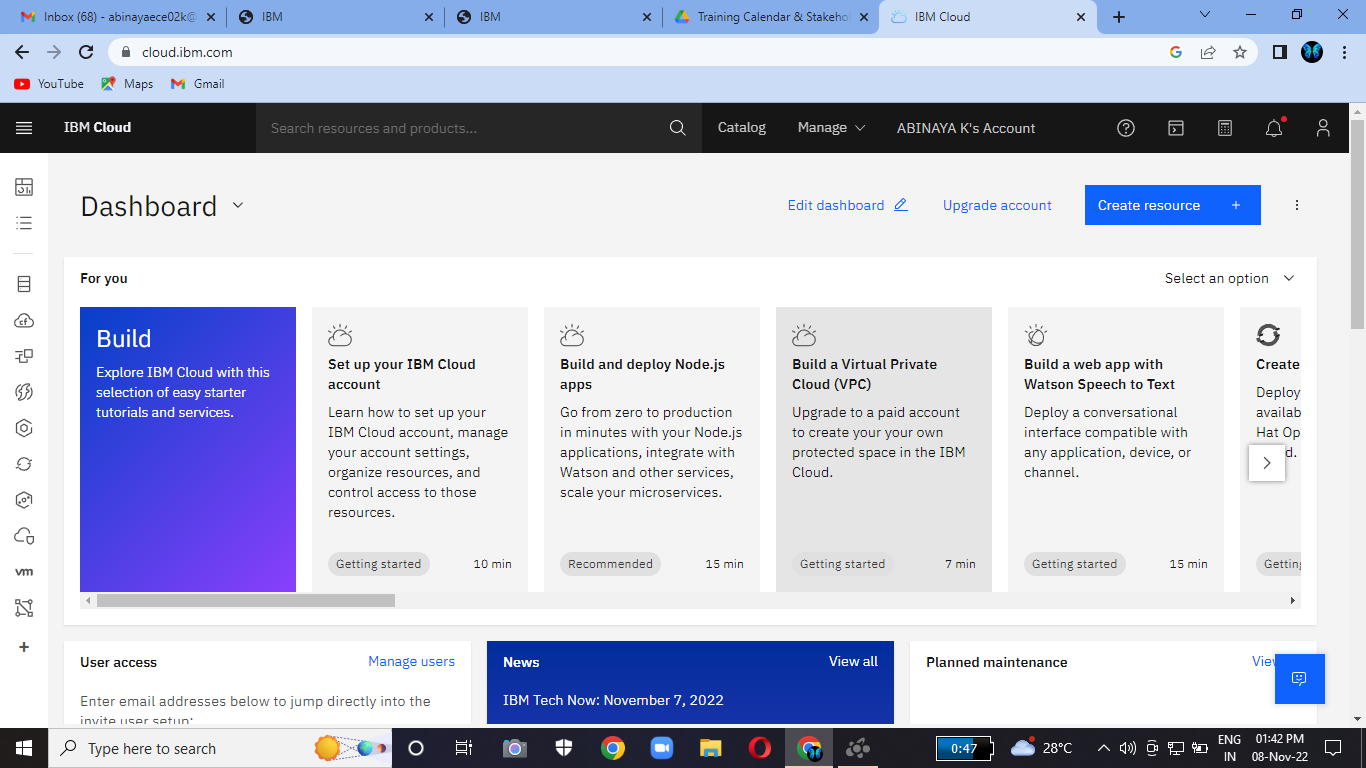 Inbox (68) - abinayaece02k@
IBM
IBM
Training Calendar & Stakehol
IBM Cloud
cloud.ibm.com
YouTube
Maps
Gmail
IBM Cloud
Search resources and products...
Catalog
Manage
ABINAYA K's Account
Dashboard
Edit dashboard
Upgrade account
Create resource +
For you
Select an option
Build
Explore IBM Cloud with this
selection of easy starter
tutorials and services.
Set up your IBM Cloud
account
Learn how to set up your
IBM Cloud account, manage
your account settings,
organize resources, and
control access to those
resources.
Getting started
10 min
Build and deploy Node.js
apps
Go from zero to production
in minutes with your Node.js
applications, integrate with
Watson and other services,
scale your microservices.
Recommended
15 min
Build a Virtual Private
Cloud (VPC)
Upgrade to a paid account
to create your your own
protected space in the IBM
Cloud.
Getting started
7 min
Build a web app with
Watson Speech to Text
Deploy a conversational
interface compatible with
any application, device, or
channel.
Getting started
15 min
Create
Deploy
availab
Hat Op
d.
Getting
vm
User access
Manage users
Enter email addresses below to jump directly into the
invite user setup:
News
View all
IBM Tech Now: November 7, 2022
Planned maintenance
View
Type here to search
0:47
28°C
ENG
IN
01:42 PM
08-Nov-22